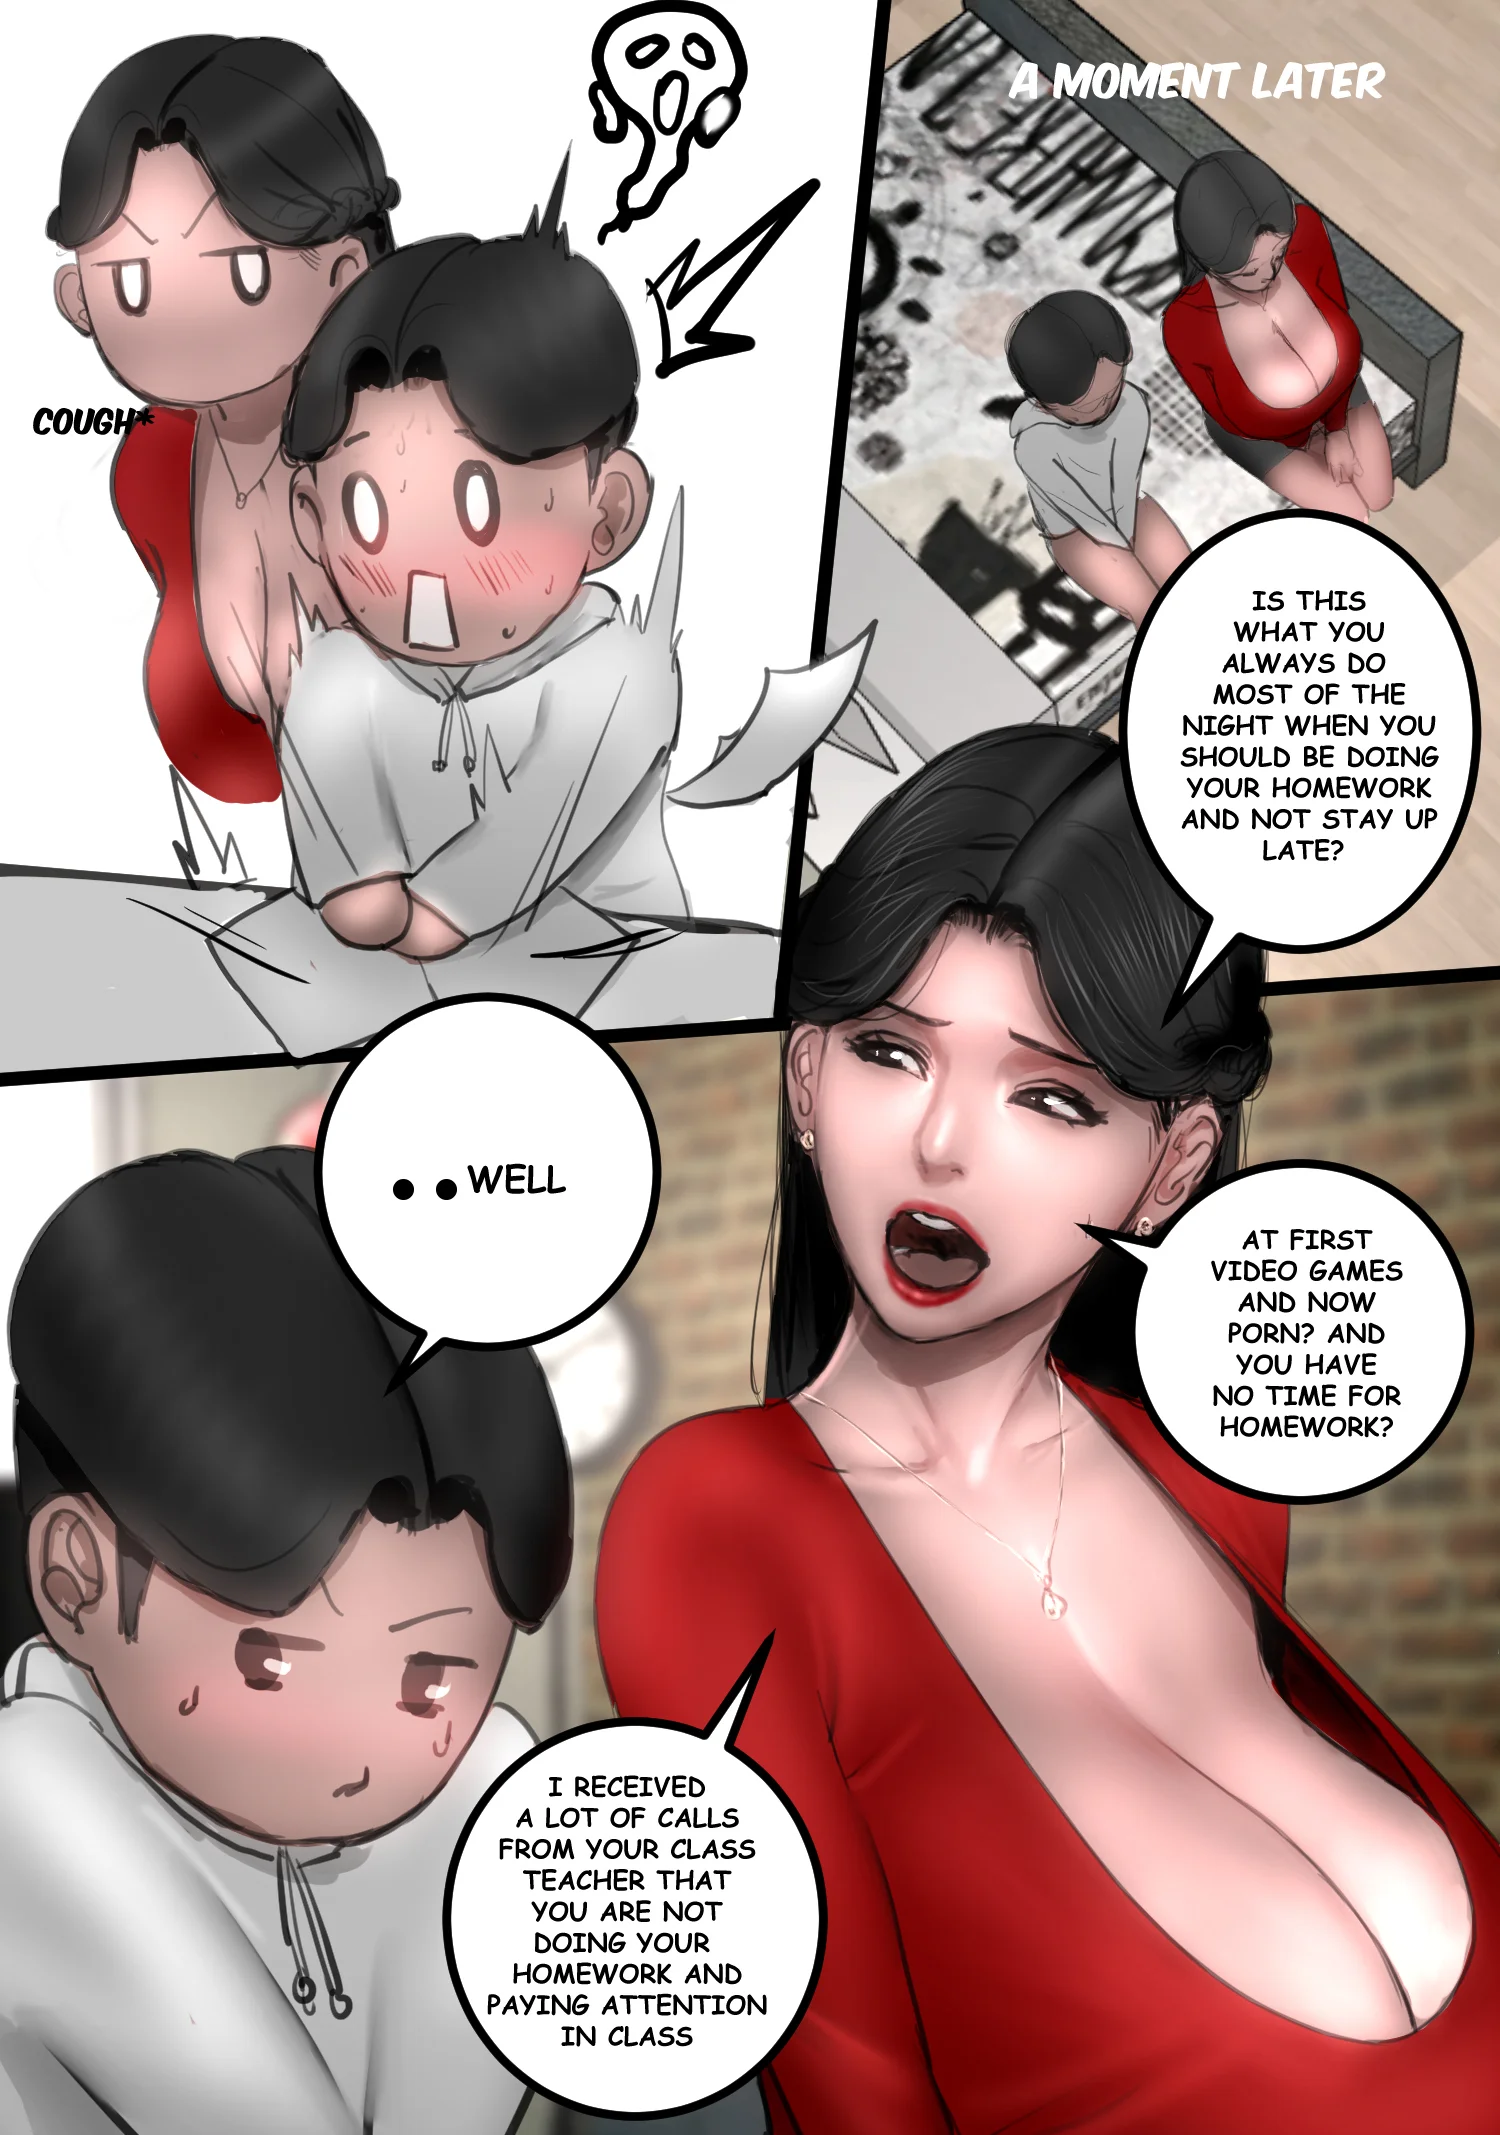 COUGH*
A MOMENT LATER
IS THIS
WHAT YOU
ALWAYS DO
MOST OF THE
NIGHT WHEN YOU
SHOULD BE DOING
YOUR HOMEWORK
AND NOT STAY UP
LATE?
..WELL
AT FIRST
VIDEO GAMES
AND NOW
PORN? AND
YOU HAVE
NO TIME FOR
HOMEWORK?
I RECEIVED
A LOT OF CALLS
FROM YOUR CLASS
TEACHER THAT
YOU ARE NOT
DOING YOUR
HOMEWORK AND
PAYING ATTENTION
IN CLASS